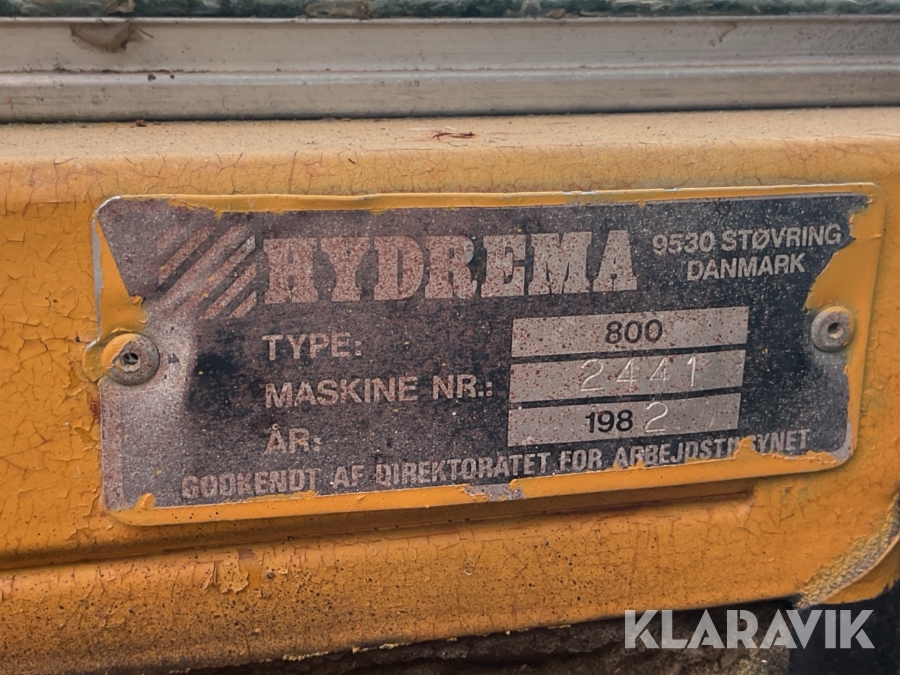 HYDREMA
9530 STØVRING
DANMARK
TYPE: 800
MASKINE NR.: 2441
ÅR: 1982
GODKENDT AF DIREKTORATET FOR ARBEJDSTILSYNET
KLARAVIK